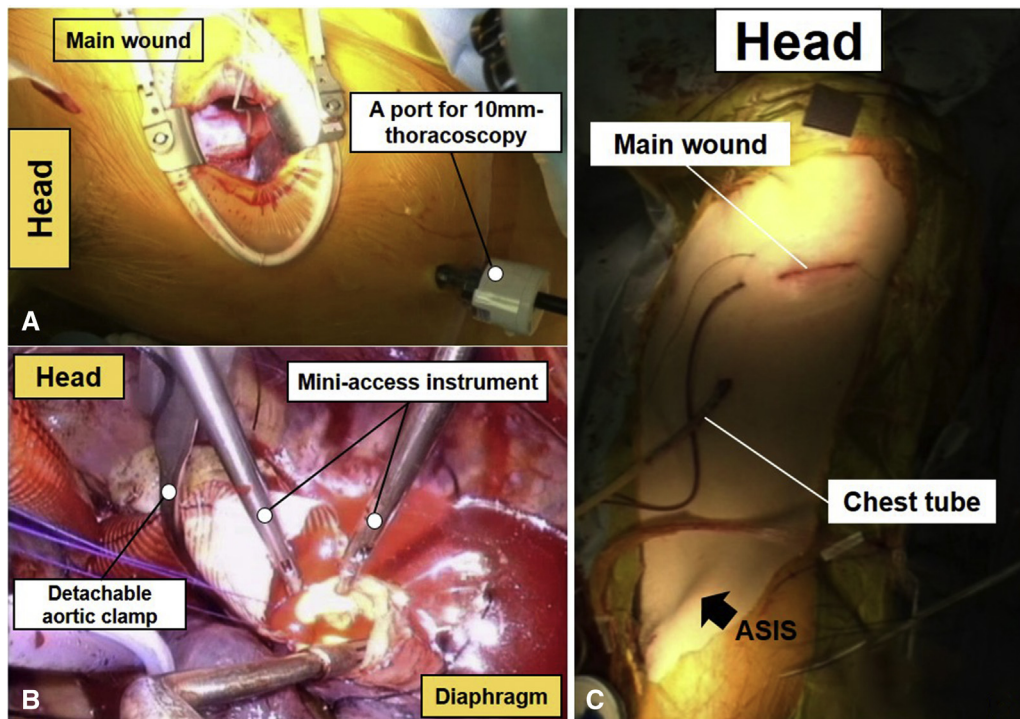 Main wound
A port for 10mm-
thoracoscopy
Head
A
Head
Mini-access instrument
Detachable
aortic clamp
Diaphragm
B
Head
Main wound
Chest tube
ASIS
C